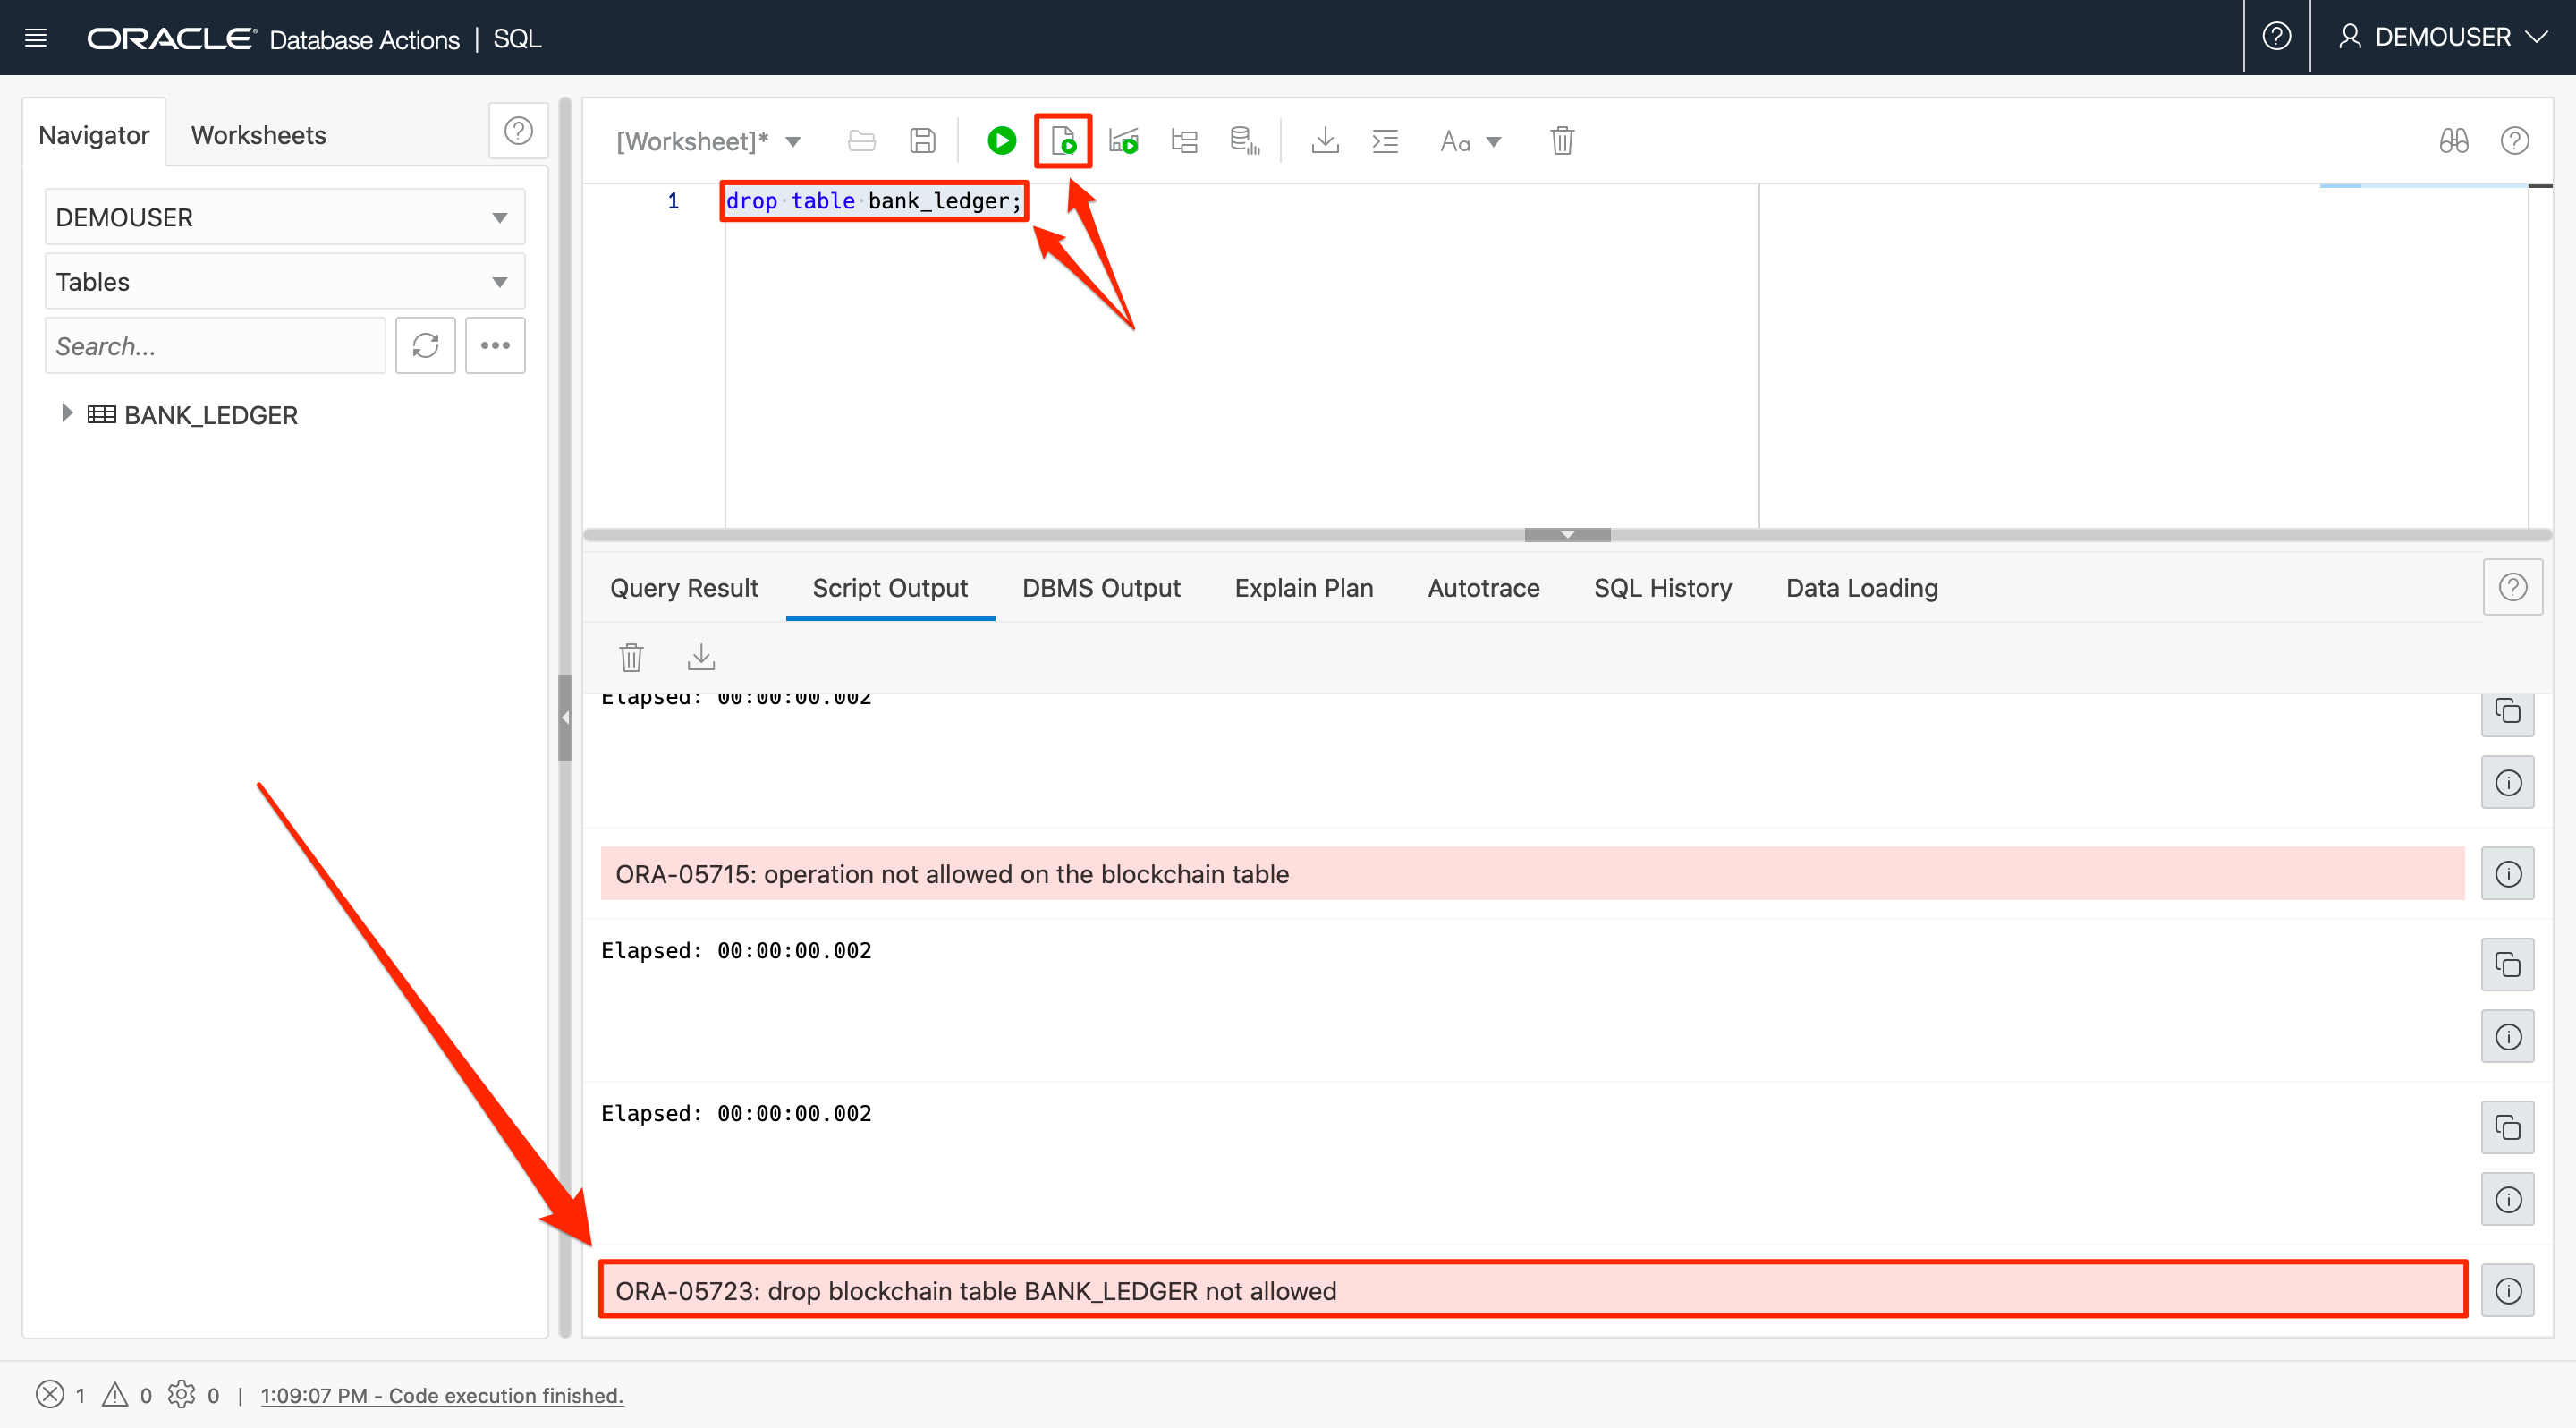 ORACLE Database Actions | SQL
DEMOUSER
Navigator
Worksheets
DEMOUSER
Tables
Search...
BANK_LEDGER
[Worksheet]*
Aa
1 drop table bank_ledger;
Query Result
Script Output
DBMS Output
Explain Plan
Autotrace
SQL History
Data Loading
Elapsed: 00:00:00.002
ORA-05715: operation not allowed on the blockchain table
Elapsed: 00:00:00.002
Elapsed: 00:00:00.002
ORA-05723: drop blockchain table BANK_LEDGER not allowed
1 0 0 | 1:09:07 PM - Code execution finished.